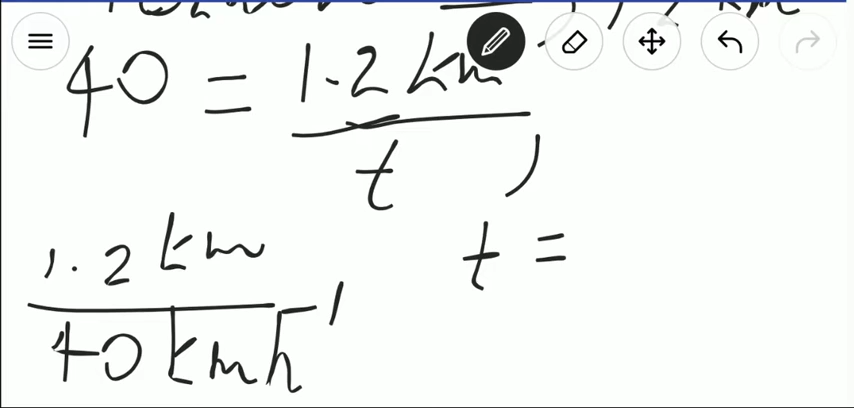 40 = 1.2 km
t ,
t =
1.2 km
40 kmh⁻¹